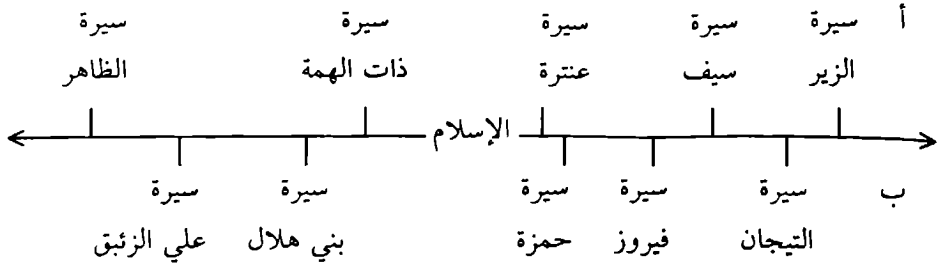 أ سيرة سيرة سيرة سيرة سيرة
الزير سيف عنترة ذات الهمة الظاهر
الإسلام
ب سيرة سيرة سيرة سيرة سيرة
التيجان فيروز حمزة بني هلال علي الزئبق